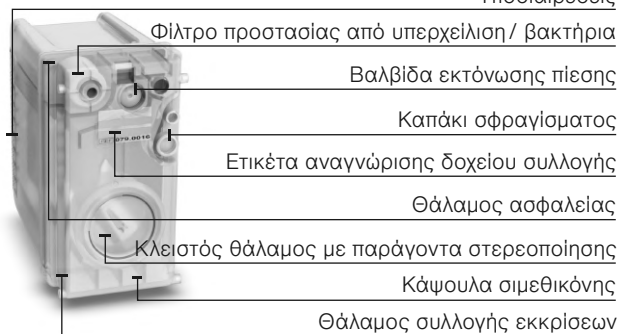 Φίλτρο προστασίας από υπερχείλιση / βακτήρια
Βαλβίδα εκτόνωσης πίεσης
Καπάκι σφραγίσματος
Ετικέτα αναγνώρισης δοχείου συλλογής
Θάλαμος ασφαλείας
Κλειστός θάλαμος με παράγοντα στερεοποίησης
Κάψουλα σιμεθικόνης
Θάλαμος συλλογής εκκρίσεων